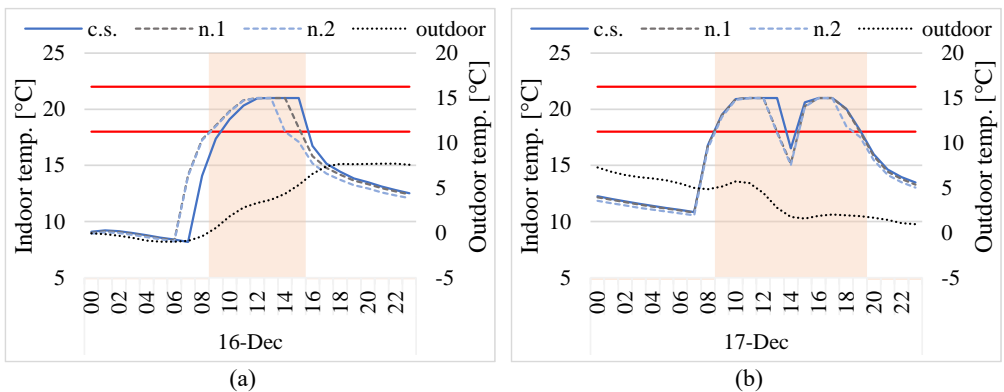 c.s. n.1 n.2 outdoor
25 20
20 15
10
15 5
10 0
5 -5
Indoor temp. [°C]
Outdoor temp. [°C]
00 02 04 06 08 10 12 14 16 18 20 22
16-Dec
(a)
c.s. n.1 n.2 outdoor
25 20
20 15
10
15 5
10 0
5 -5
Indoor temp. [°C]
Outdoor temp. [°C]
00 02 04 06 08 10 12 14 16 18 20 22
17-Dec
(b)